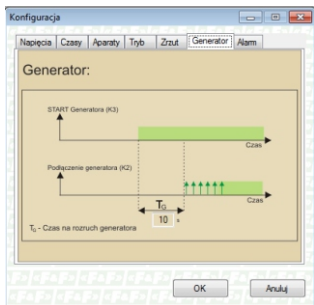 Konfiguracja
Napięcia Czasy Aparaty Tryb Zrzut Generator Alarm
Generator:
START Generatora (K3)
Czas
Podłączenie generatora (K2)
Czas
TG
10 s
TG - Czas na rozruch generatora
OK Anuluj